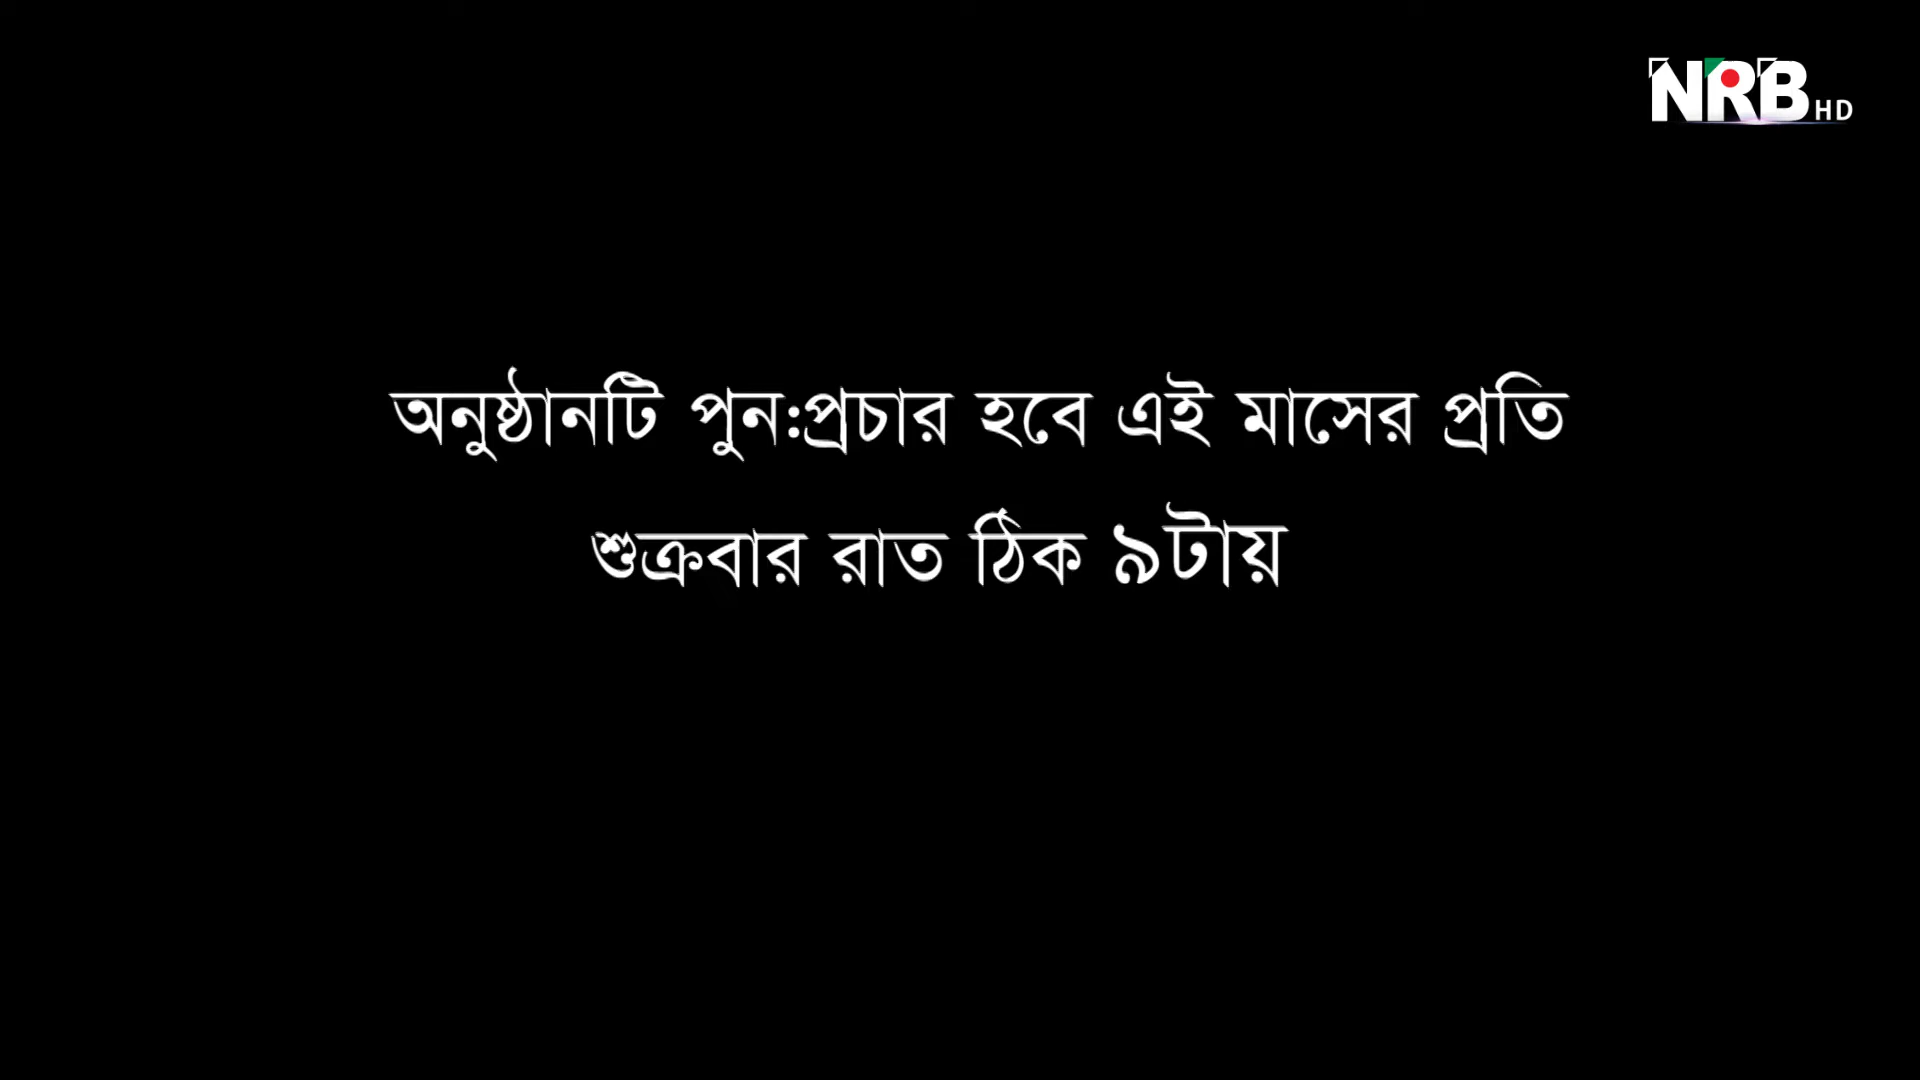 NRB HD
অনুষ্ঠানটি পুন:প্রচার হবে এই মাসের প্রতি
শুক্রবার রাত ঠিক ৯টায়